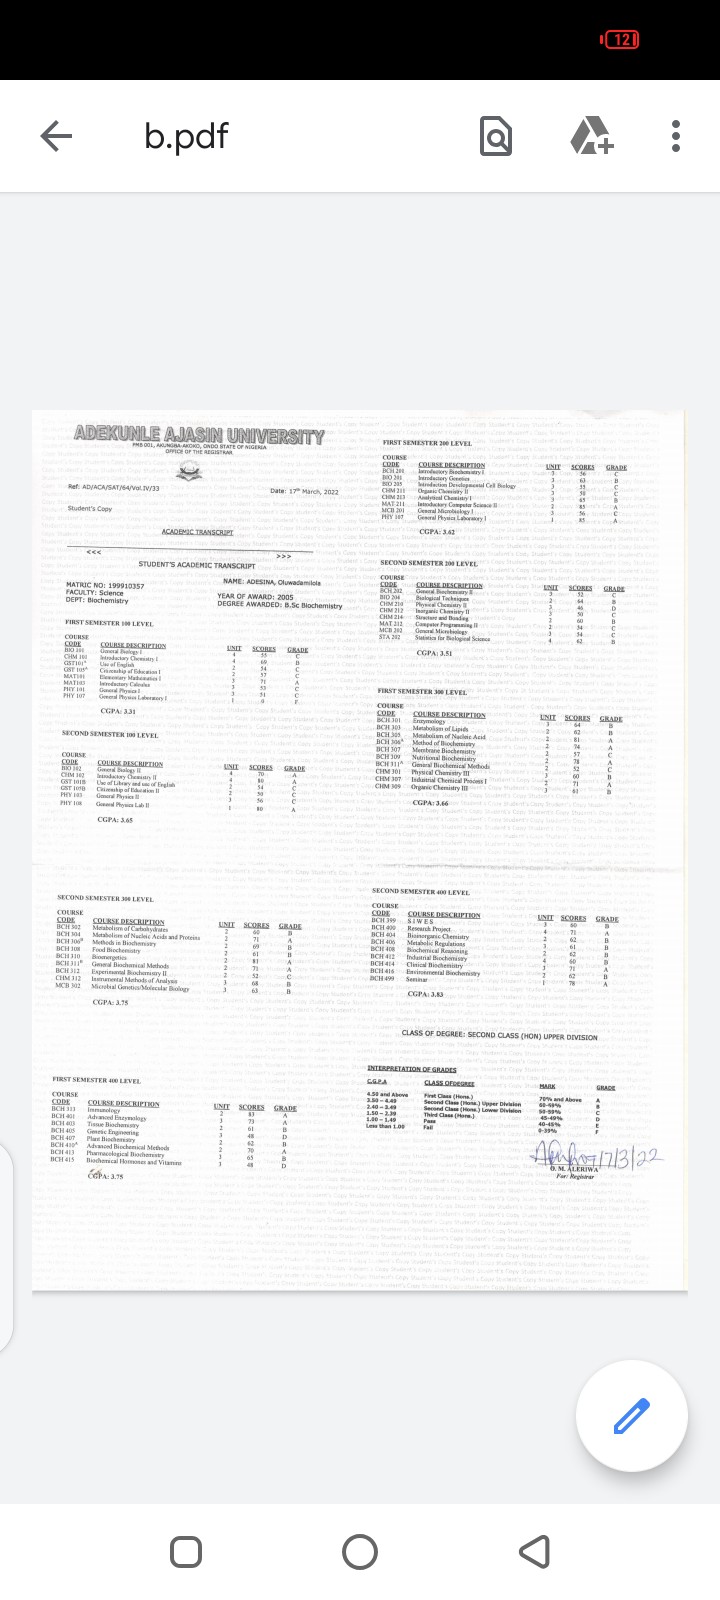 12
b.pdf
ADEKUNLE AJASIN UNIVERSITY
PMB 001, AKUNGBA-AKOKO, ONDO STATE OF NIGERIA
OFFICE OF THE REGISTRAR
Ref: AD/ACA/SAT/64/Vol.IV/33 Date: 17th March, 2022
Student's Copy
ACADEMIC TRANSCRIPT
<<< >>>
STUDENT'S ACADEMIC TRANSCRIPT
MATRIC NO: 199910357 NAME: ADESINA, Oluwadamilola
FACULTY: Science YEAR OF AWARD: 2005
DEPT: Biochemistry DEGREE AWARDED: B.Sc Biochemistry
FIRST SEMESTER 100 LEVEL
COURSE
CODE COURSE DESCRIPTION UNIT SCORES GRADE
BIO 101 General Biology I 4 55 C
CHM 101 Introductory Chemistry I 4 69 B
GST101A Use of English 2 54 C
GST 105A Citizenship of Education I 2 57 C
MAT101 Elementary Mathematics I 3 71 A
MAT103 Introductory Calculus 3 53 C
PHY 101 General Physics I 3 51 C
PHY 107 General Physics Laboratory I 1 0 F
CGPA: 3.31
SECOND SEMESTER 100 LEVEL
COURSE
CODE COURSE DESCRIPTION UNIT SCORES GRADE
BIO 102 General Biology II 4 70 A
CHM 102 Introductory Chemistry II 4 80 A
GST 101B Use of Library and use of English 2 54 C
GST 105B Citizenship of Education II 2 50 C
PHY 103 General Physics II 3 56 C
PHY 108 General Physics Lab II 1 80 A
CGPA: 3.65
FIRST SEMESTER 200 LEVEL
COURSE
CODE COURSE DESCRIPTION UNIT SCORES GRADE
BCH 201 Introductory Biochemistry I 3 56 C
BIO 201 Introductory Genetics 3 63 B
BIO 205 Introduction Developmental Cell Biology 3 55 C
CHM 211 Organic Chemistry II 3 50 C
CHM 213 Analytical Chemistry I 3 65 B
MAT 211 Introductory Computer Science II 2 85 A
MCB 201 General Microbiology I 3 56 C
PHY 107 General Physics Laboratory I 1 85 A
CGPA: 3.62
SECOND SEMESTER 200 LEVEL
COURSE
CODE COURSE DESCRIPTION UNIT SCORES GRADE
BCH 202 General Biochemistry II 3 52 C
BIO 204 Biological Techniques 2 64 B
CHM 210 Physical Chemistry II 3 46 D
CHM 212 Inorganic Chemistry II 3 50 C
CHM 214 Structure and Bonding 2 60 B
MAT 212 Computer Programming II 2 54 C
MCB 202 General Microbiology 3 54 C
STA 202 Statistics for Biological Science 4 62 B
CGPA: 3.51
FIRST SEMESTER 300 LEVEL
COURSE
CODE COURSE DESCRIPTION UNIT SCORES GRADE
BCH 301 Enzymology 3 64 B
BCH 303 Metabolism of Lipids 2 62 B
BCH 305 Metabolism of Nucleic Acid 2 81 A
BCH 306A Method of Biochemistry 2 74 A
BCH 307 Membrane Biochemistry 2 57 C
BCH 309 Nutritional Biochemistry 2 78 A
BCH 311A General Biochemical Methods 2 52 C
CHM 301 Physical Chemistry III 3 60 B
CHM 307 Industrial Chemical Process I 2 71 A
CHM 309 Organic Chemistry III 3 61 B
CGPA: 3.66
SECOND SEMESTER 300 LEVEL
COURSE
CODE COURSE DESCRIPTION UNIT SCORES GRADE
BCH 302 Metabolism of Carbohydrates 2 60 B
BCH 304 Metabolism of Nucleic Acids and Proteins 2 71 A
BCH 306B Methods in Biochemistry 2 69 B
BCH 308 Food Biochemistry 2 61 B
BCH 310 Bioenergetics 2 81 A
BCH 311B General Biochemical Methods 2 71 A
BCH 312 Experimental Biochemistry II 2 52 C
CHM 312 Instrumental Methods of Analysis 3 68 B
MCB 302 Microbial Genetics/Molecular Biology 3 63 B
CGPA: 3.75
FIRST SEMESTER 400 LEVEL
COURSE
CODE COURSE DESCRIPTION UNIT SCORES GRADE
BCH 313 Immunology 2 83 A
BCH 401 Advanced Enzymology 3 73 A
BCH 403 Tissue Biochemistry 2 61 B
BCH 405 Genetic Engineering 3 48 D
BCH 407 Plant Biochemistry 2 62 B
BCH 410A Advanced Biochemical Methods 2 70 A
BCH 413 Pharmacological Biochemistry 3 65 B
BCH 415 Biochemical Hormones and Vitamins 3 48 D
CGPA: 3.75
SECOND SEMESTER 400 LEVEL
COURSE
CODE COURSE DESCRIPTION UNIT SCORES GRADE
BCH 399 S I W E S 3 60 B
BCH 400 Research Project 4 71 A
BCH 404 Bioinorganic Chemistry 2 62 B
BCH 406 Metabolic Regulations 3 61 B
BCH 408 Biochemical Reasoning 2 62 B
BCH 412 Industrial Biochemistry 4 60 B
BCH 414 Clinical Biochemistry 3 71 A
BCH 416 Environmental Biochemistry 2 62 B
BCH 499 Seminar 1 78 A
CGPA: 3.83
CLASS OF DEGREE: SECOND CLASS (HON) UPPER DIVISION
INTERPRETATION OF GRADES
C.G.P.A CLASS OFDEGREE MARK GRADE
4.50 and Above First Class (Hons.) 70% and Above A
3.50 – 4.49 Second Class (Hons.) Upper Division 60-69% B
2.40 – 3.49 Second Class (Hons.) Lower Division 50-59% C
1.50 – 2.39 Third Class (Hons.) 45-49% D
1.00 – 1.49 Pass 40-45% E
Less than 1.00 Fail 0-39% F
17/3/22
O. M. ALERIWA
For: Registrar